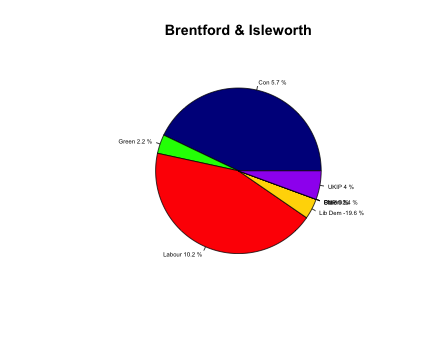 Brentford & Isleworth
Con 5.7 %
Green 2.2 %
UKIP 4 %
Lib Dem -19.6 %
Labour 10.2 %